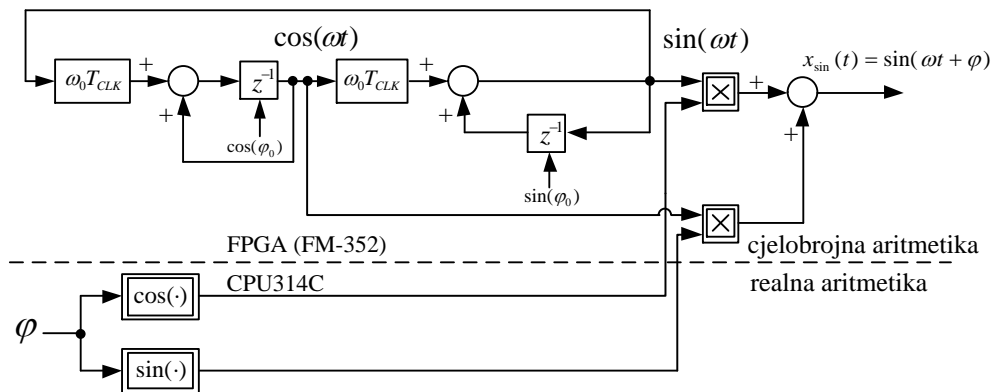 cos(ωt) sin(ωt)
x_sin (t) = sin(ωt + φ)
ω₀T_CLK + z⁻¹ ω₀T_CLK + × +
+ + z⁻¹ +
cos(φ₀)
sin(φ₀)
×
FPGA (FM-352) cjelobrojna aritmetika
CPU314C realna aritmetika
cos(·)
φ
sin(·)